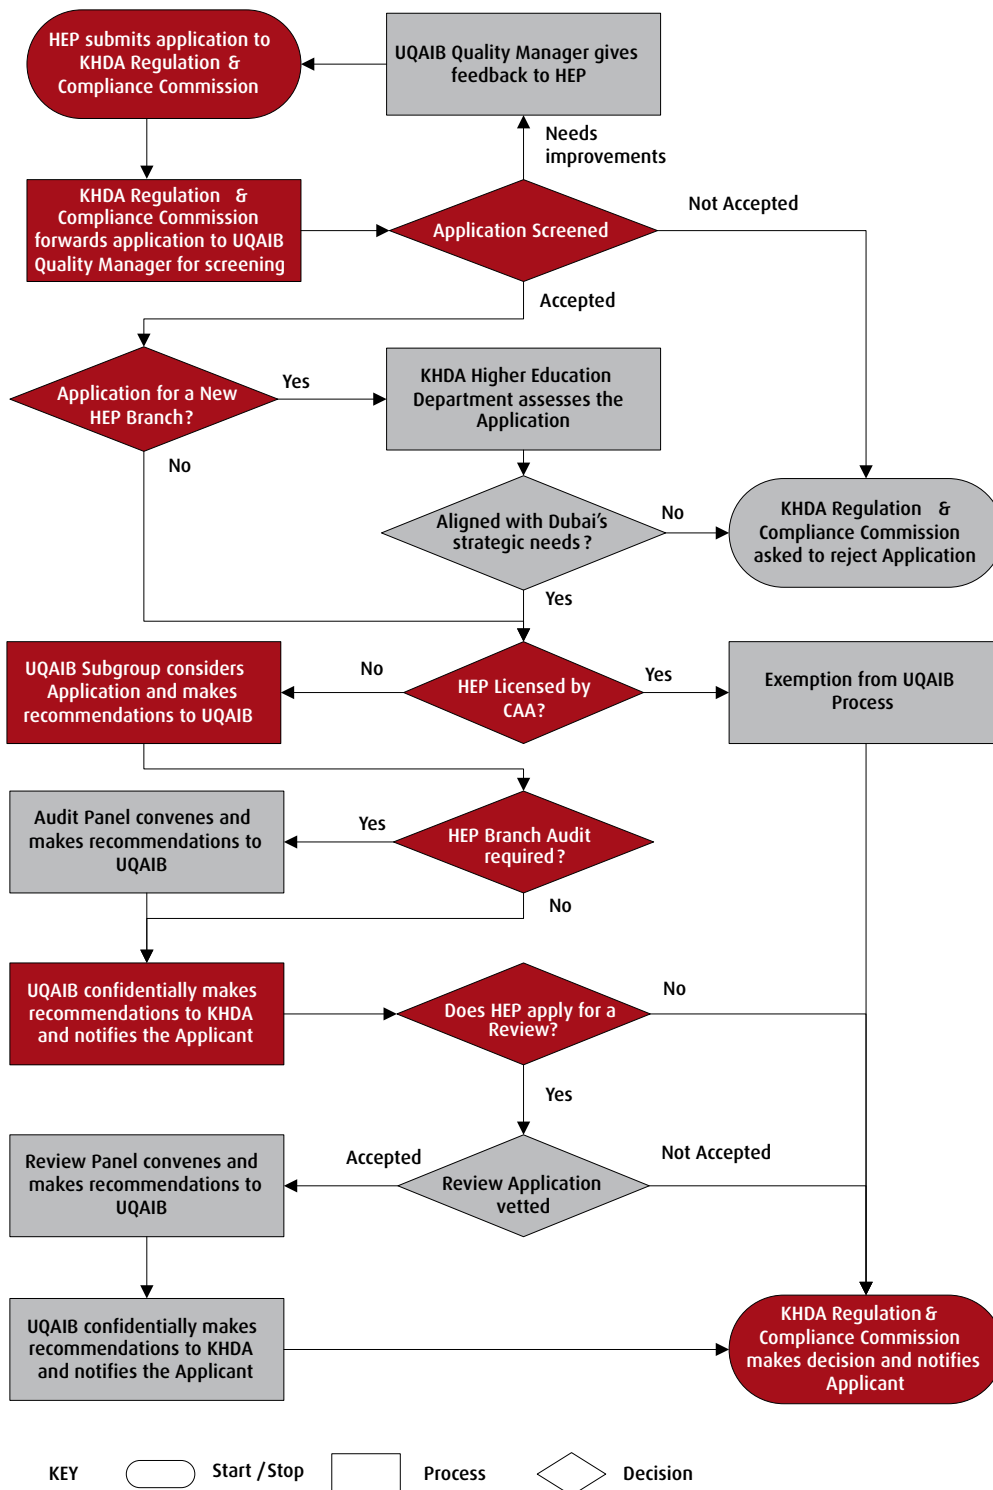 HEP submits application to
KHDA Regulation &
Compliance Commission
UQAIB Quality Manager gives
feedback to HEP
Needs
improvements
KHDA Regulation &
Compliance Commission
forwards application to UQAIB
Quality Manager for screening
Application Screened
Not Accepted
Accepted
Application for a New
HEP Branch?
Yes
No
KHDA Higher Education
Department assesses the
Application
Aligned with Dubai's
strategic needs?
No
Yes
KHDA Regulation &
Compliance Commission
asked to reject Application
UQAIB Subgroup considers
Application and makes
recommendations to UQAIB
No
HEP Licensed by
CAA?
Yes
Exemption from UQAIB
Process
Audit Panel convenes and
makes recommendations to
UQAIB
Yes
HEP Branch Audit
required?
No
UQAIB confidentially makes
recommendations to KHDA
and notifies the Applicant
Does HEP apply for a
Review?
No
Yes
Review Panel convenes and
makes recommendations to
UQAIB
Accepted
Review Application
vetted
Not Accepted
UQAIB confidentially makes
recommendations to KHDA
and notifies the Applicant
KHDA Regulation &
Compliance Commission
makes decision and notifies
Applicant
KEY
Start / Stop
Process
Decision